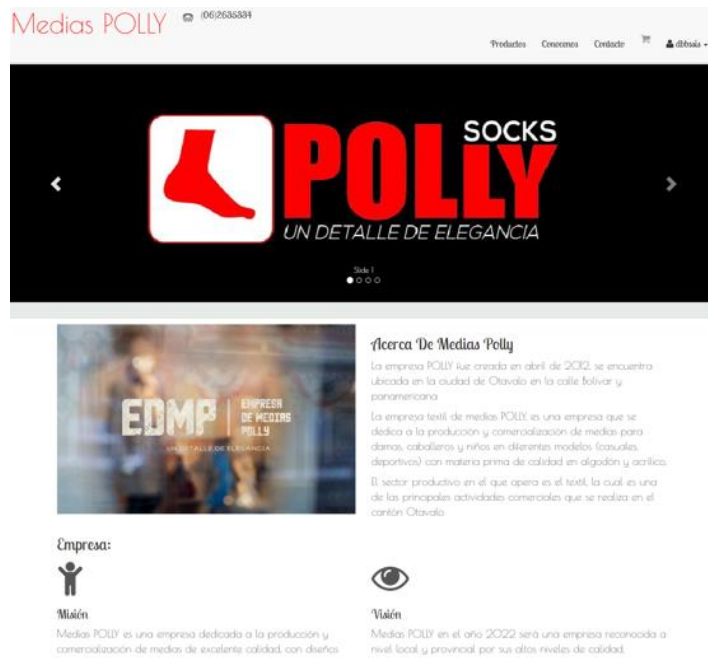 Medias POLLY
(06)2635334
Productos Conocenos Contacto dbbsaia
SOCKS
POLLY
UN DETALLE DE ELEGANCIA
Slide 1
EDMP EMPRESA
DE MEDIAS
POLLY
UN DETALLE DE ELEGANCIA
Acerca De Medias Polly
La empresa POLLY fue creada en abril de 2012, se encuentra
ubicada en la ciudad de Otavalo en la calle Bolivar y
panamericana
La empresa textil de medias POLLY, es una empresa que se
dedica a la producción y comercialización de medias para
damas, caballeros y niños en diferentes modelos (casuales,
deportivos) con materia prima de calidad en algodón y acrílico.
El sector productivo en el que opera es el textil, la cual es una
de las principales actividades comerciales que se realiza en el
cantón Otavalo
Empresa:
Misión
Medias POLLY es una empresa dedicada a la producción y
comercialización de medias de excelente calidad, con diseños
Visión
Medias POLLY en el año 2022 será una empresa reconocida a
nivel local y provincial por sus altos niveles de calidad,